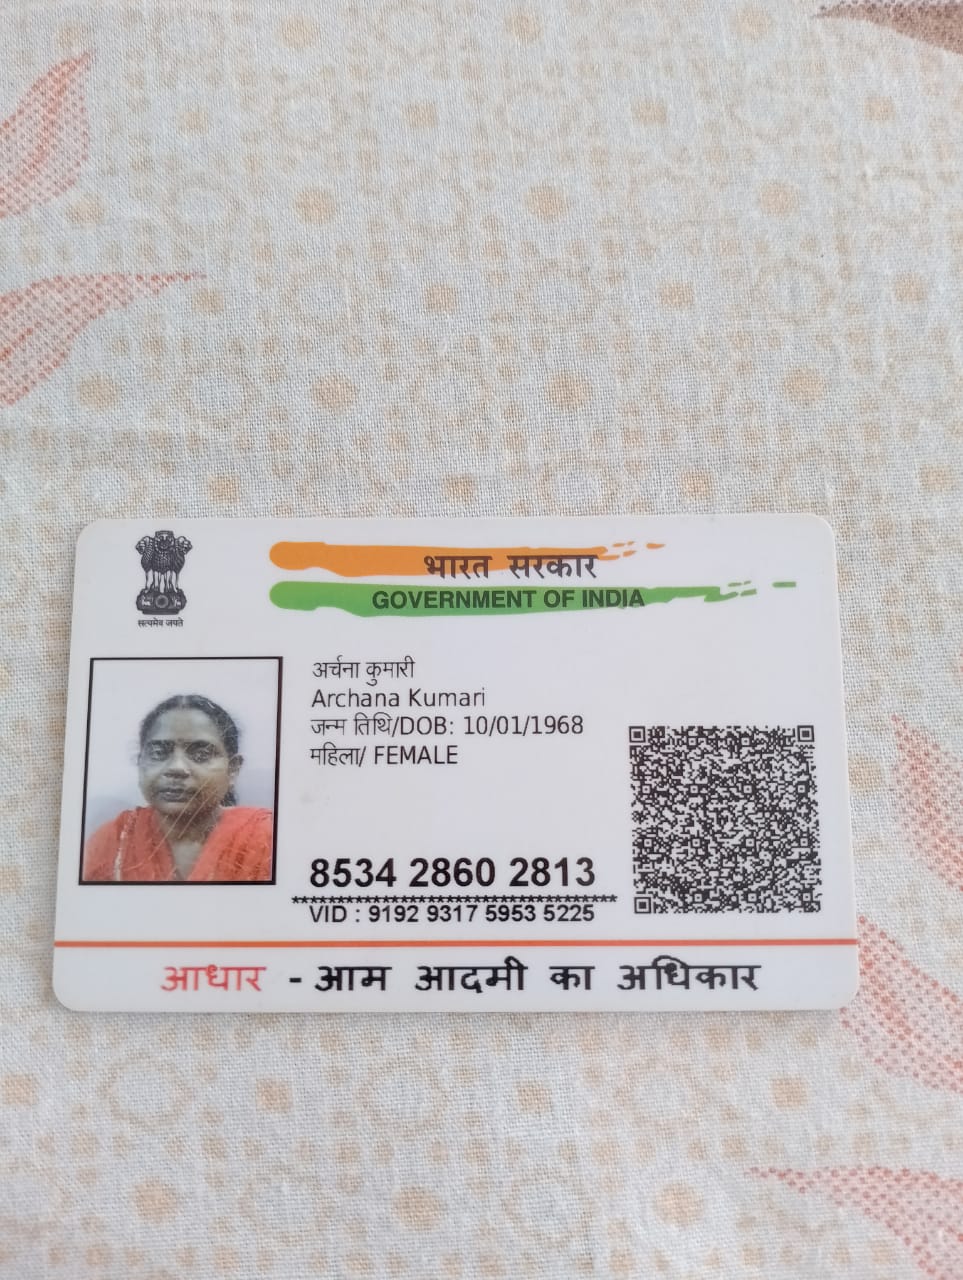 सत्यमेव जयते
भारत सरकार
GOVERNMENT OF INDIA
अर्चना कुमारी
Archana Kumari
जन्म तिथि/DOB: 10/01/1968
महिला/ FEMALE
8534 2860 2813
VID : 9192 9317 5953 5225
आधार - आम आदमी का अधिकार